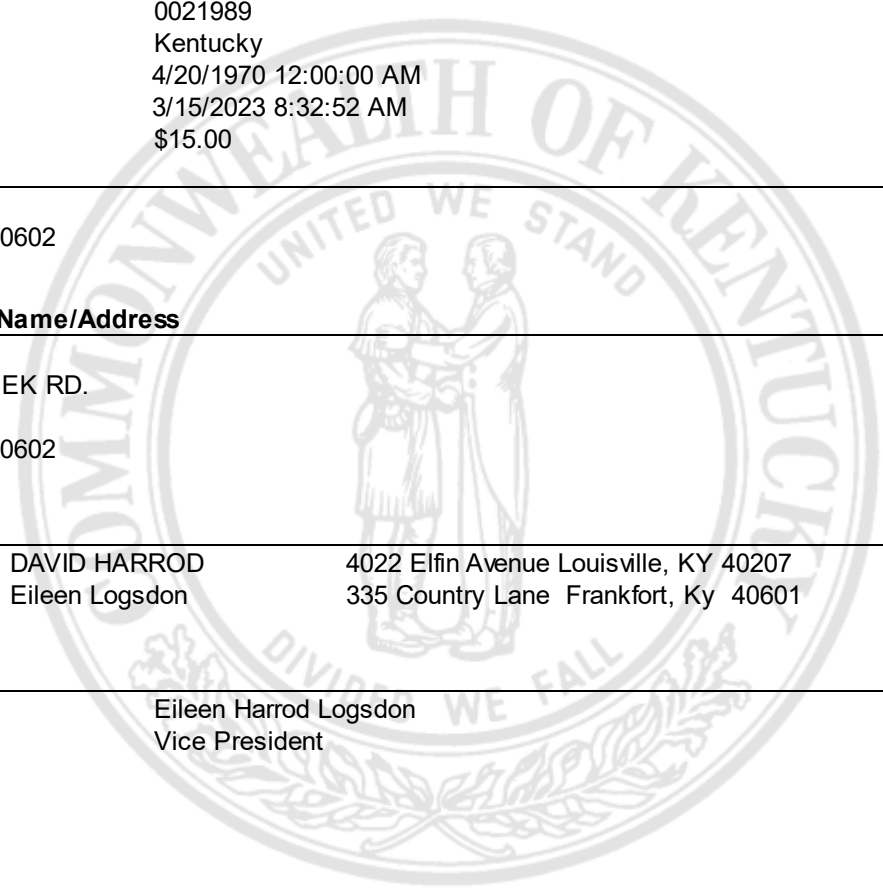 0021989
Kentucky
4/20/1970 12:00:00 AM
3/15/2023 8:32:52 AM
$15.00
0602
Name/Address
EK RD.
0602
DAVID HARROD 4022 Elfin Avenue Louisville, KY 40207
Eileen Logsdon 335 Country Lane Frankfort, Ky 40601
Eileen Harrod Logsdon
Vice President
COMMONWEALTH OF KENTUCKY
UNITED WE STAND
DIVIDED WE FALL